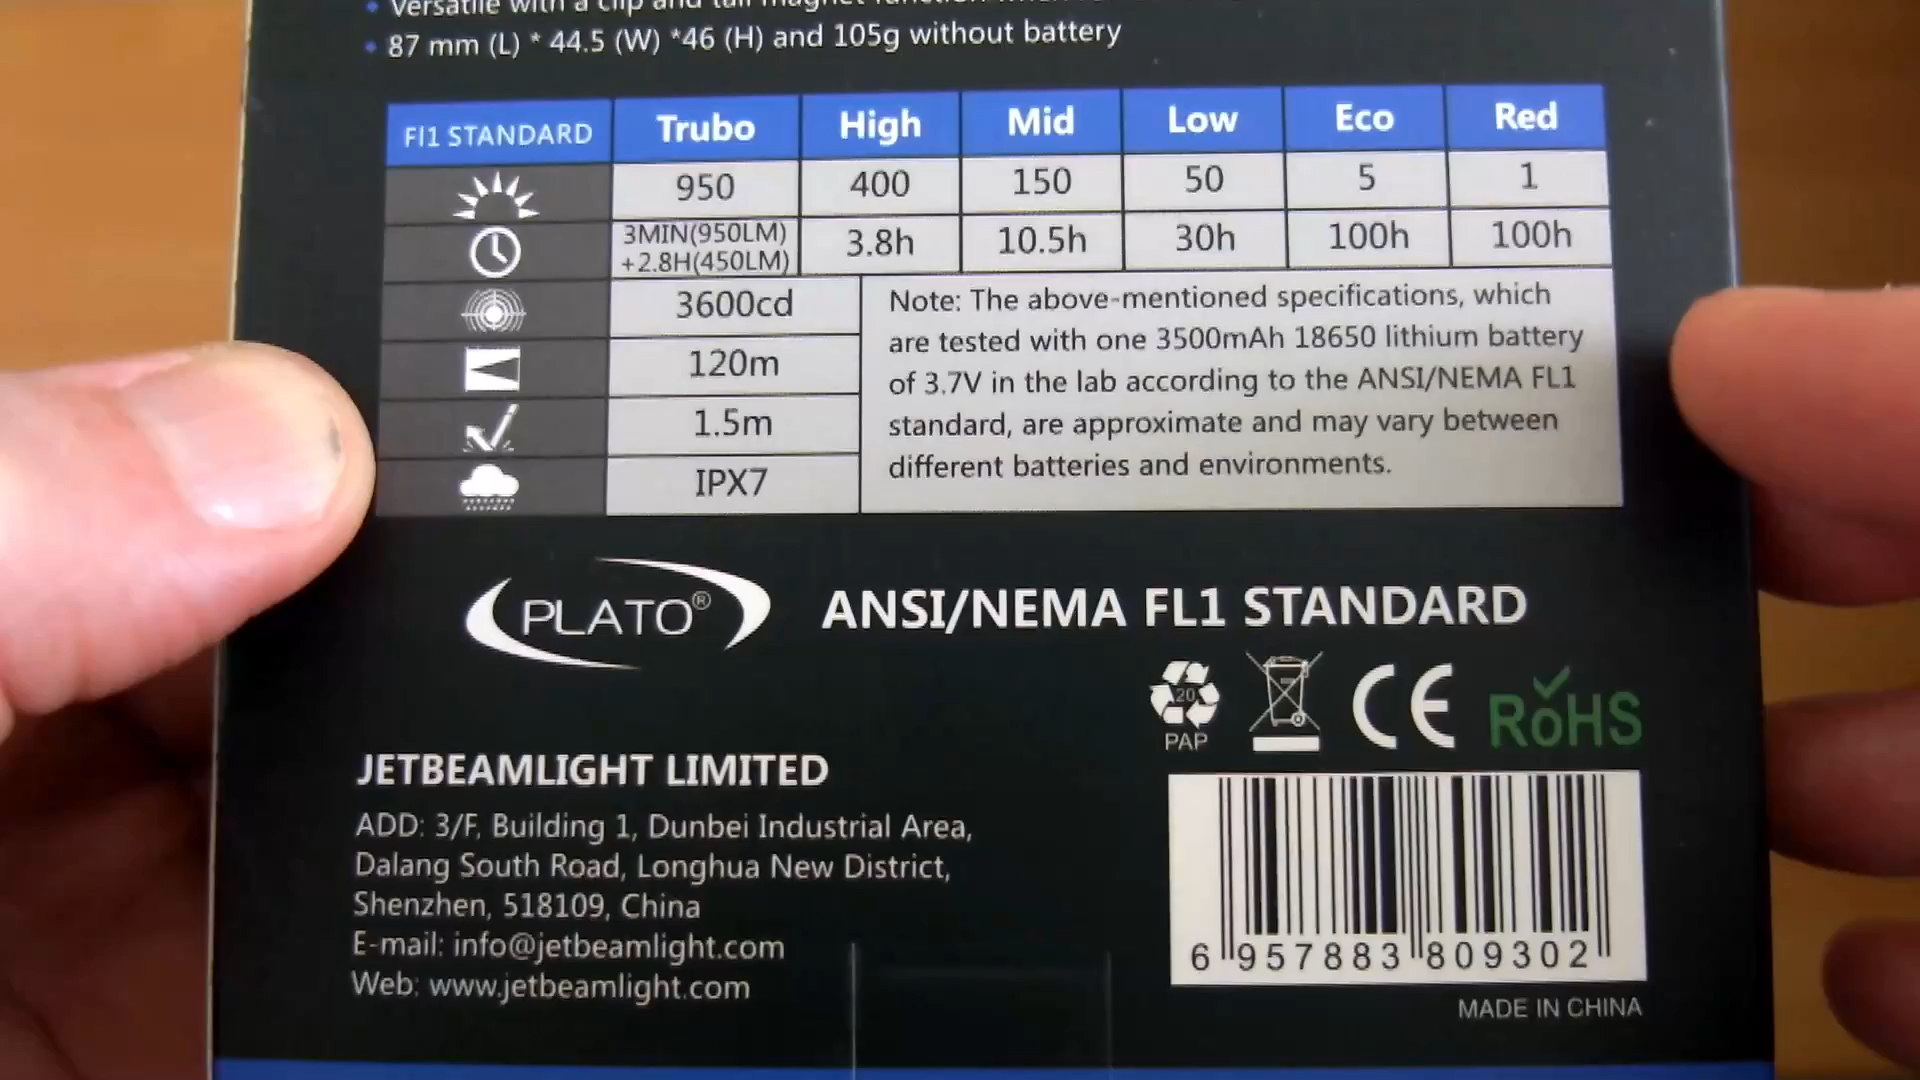 Versatile with a clip and tail magnet function
87 mm (L) * 44.5 (W) *46 (H) and 105g without battery
Fl1 STANDARD Trubo High Mid Low Eco Red
950 400 150 50 5 1
3MIN(950LM)
+2.8H(450LM) 3.8h 10.5h 30h 100h 100h
3600cd
120m
1.5m
IPX7
Note: The above-mentioned specifications, which
are tested with one 3500mAh 18650 lithium battery
of 3.7V in the lab according to the ANSI/NEMA FL1
standard, are approximate and may vary between
different batteries and environments.
PLATO® ANSI/NEMA FL1 STANDARD
20
PAP
CE
RoHS
JETBEAMLIGHT LIMITED
ADD: 3/F, Building 1, Dunbei Industrial Area,
Dalang South Road, Longhua New District,
Shenzhen, 518109, China
E-mail: info@jetbeamlight.com
Web: www.jetbeamlight.com
6 957883 809302
MADE IN CHINA